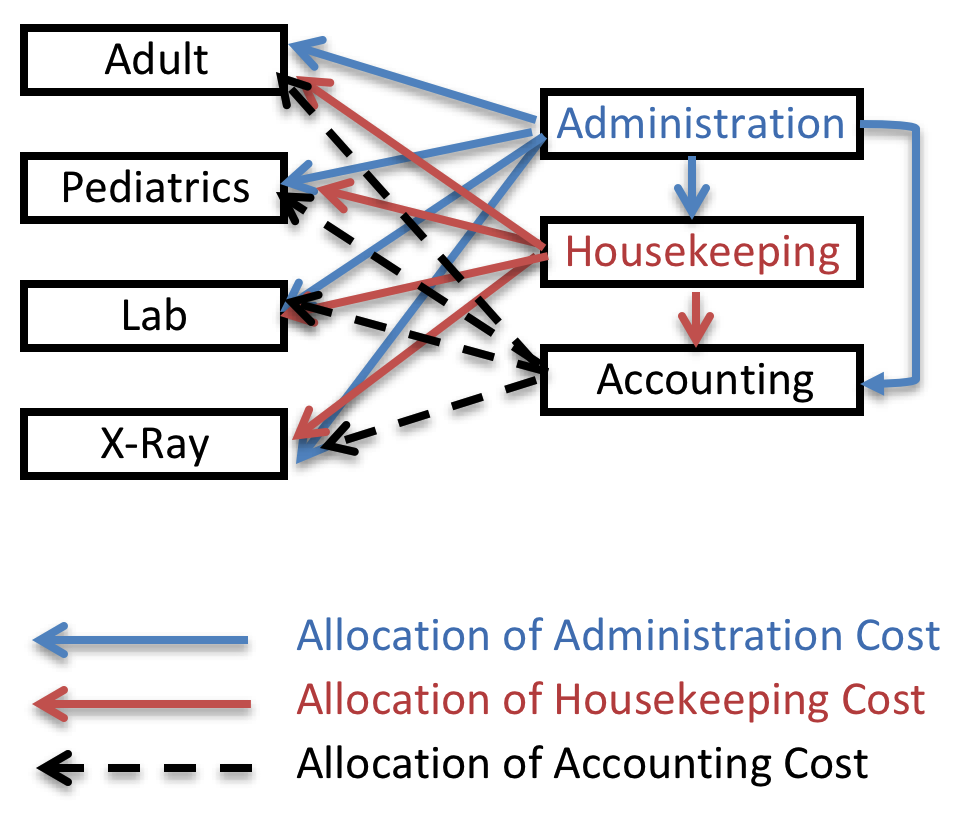 Adult
Pediatrics
Lab
X-Ray
Administration
Housekeeping
Accounting
Allocation of Administration Cost
Allocation of Housekeeping Cost
Allocation of Accounting Cost